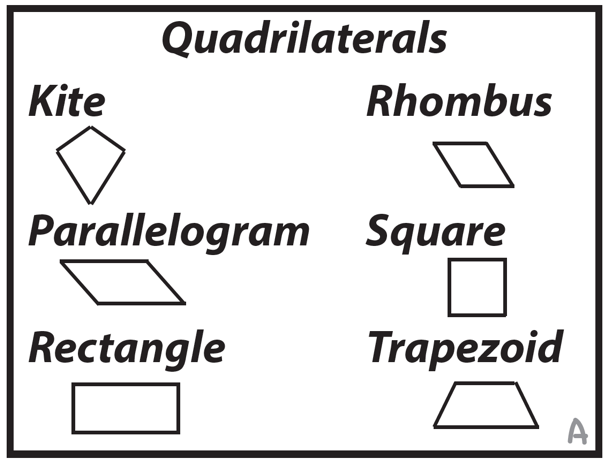 Quadrilaterals
Kite
Rhombus
Parallelogram
Square
Rectangle
Trapezoid
A